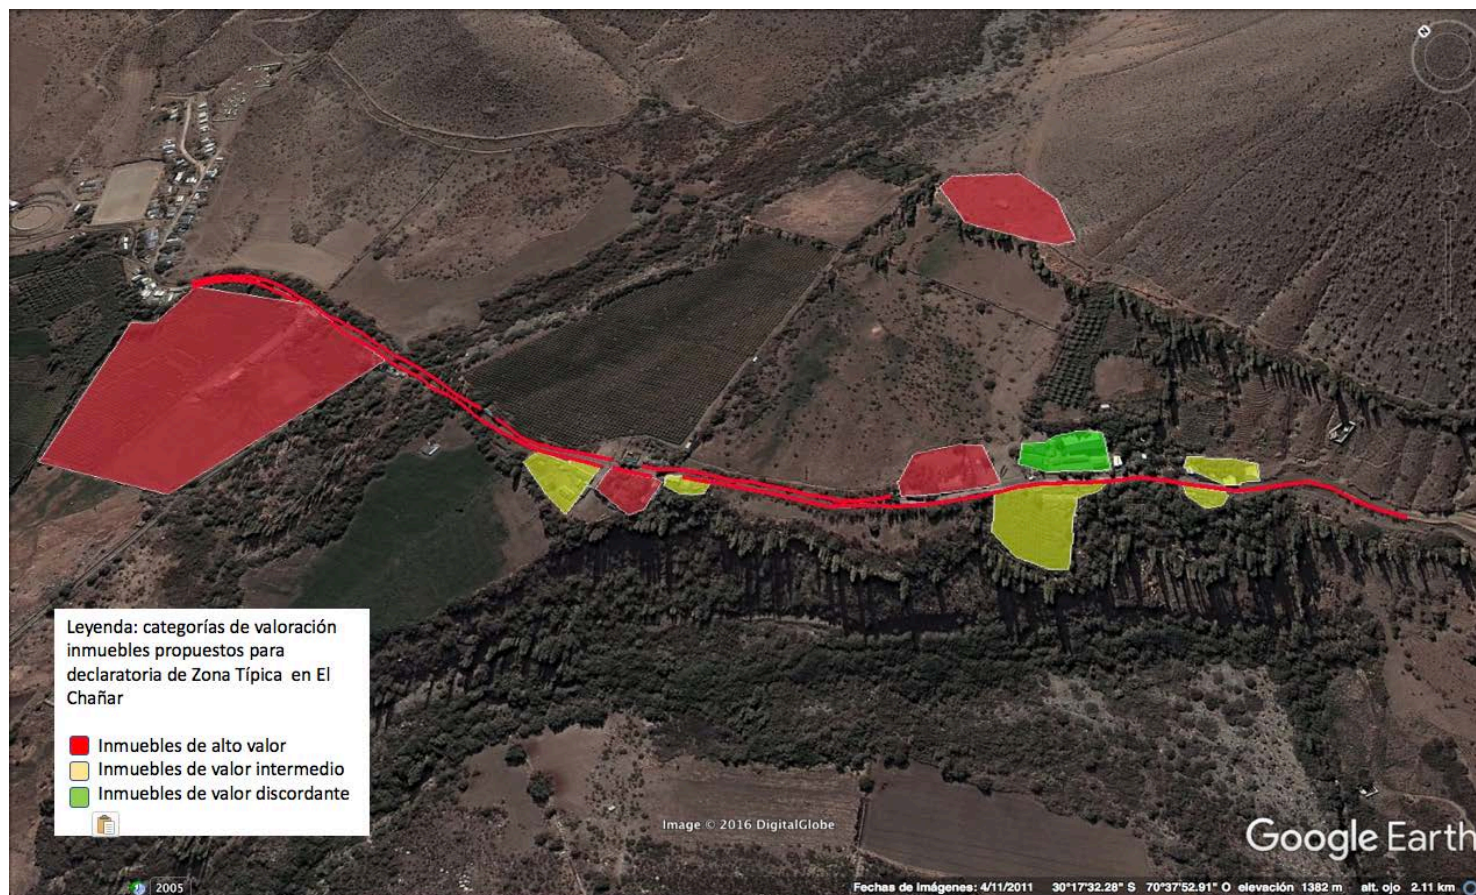 Leyenda: categorías de valoración
inmuebles propuestos para
declaratoria de Zona Típica en El
Chañar
Inmuebles de alto valor
Inmuebles de valor intermedio
Inmuebles de valor discordante
Image © 2016 DigitalGlobe
Google Earth
2005
Fechas de imágenes: 4/11/2011 30°17'32.28" S 70°37'52.91" O elevación 1382 m alt. ojo 2.11 km